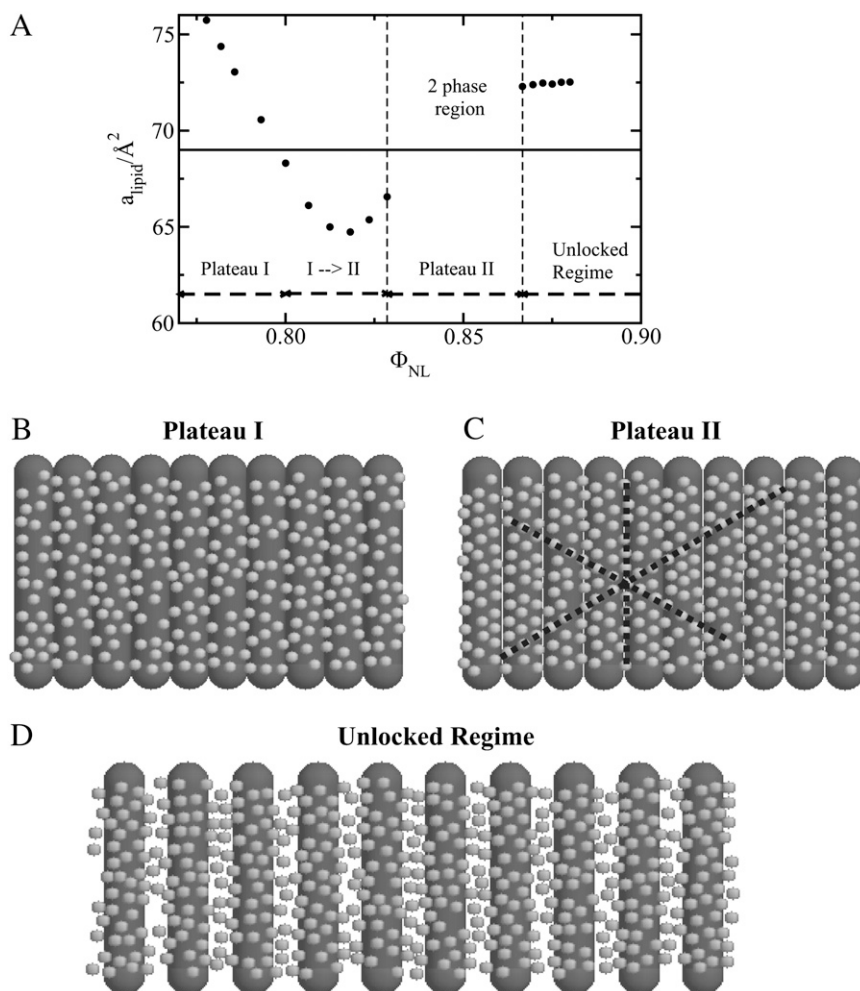 A
75
70
65
60
a_lipid/Å²
2 phase
region
Plateau I
I --> II
Plateau II
Unlocked
Regime
0.80
0.85
0.90
Φ_NL
B
Plateau I
C
Plateau II
D
Unlocked Regime